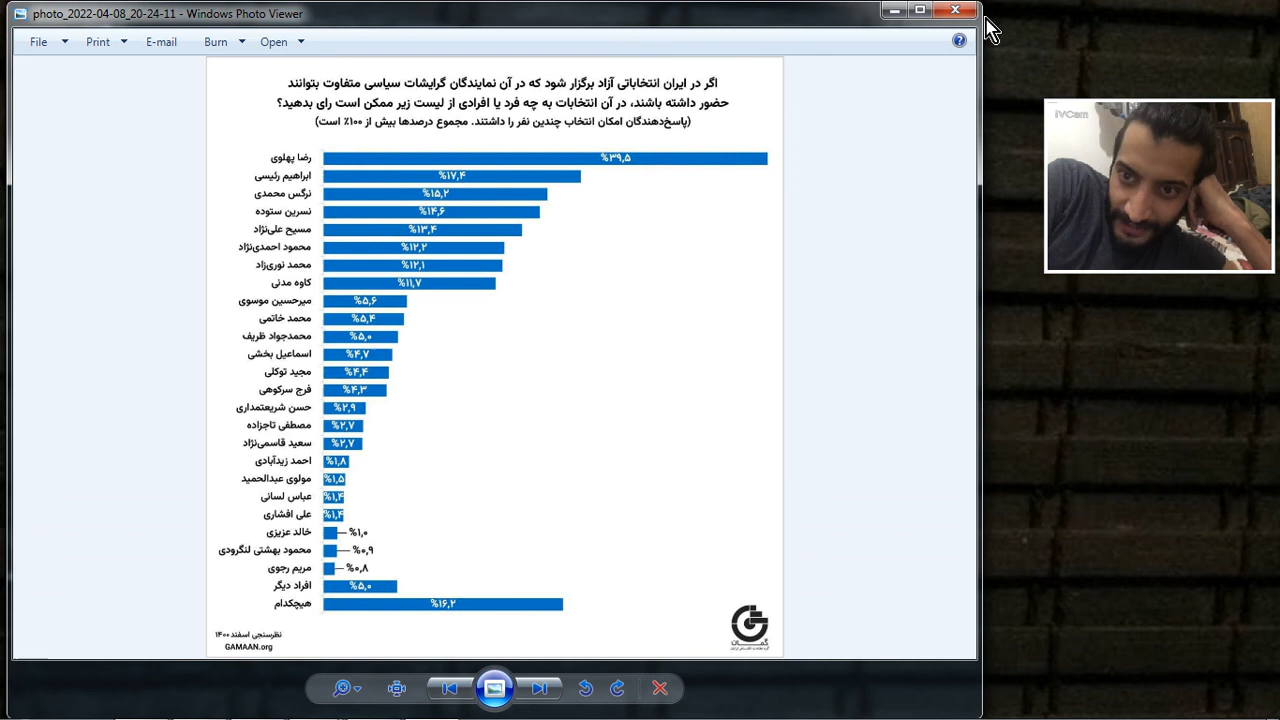 photo_2022-04-08_20-24-11 - Windows Photo Viewer
File Print E-mail Burn Open
iVCam
اگر در ایران انتخاباتی آزاد برگزار شود که در آن نمایندگان گرایشات سیاسی متفاوت بتوانند
حضور داشته باشند، در آن انتخابات به چه فرد یا افرادی از لیست زیر ممکن است رای بدهید؟
(پاسخ‌دهندگان امکان انتخاب چندین نفر را داشتند. مجموع درصدها بیش از ۱۰۰٪ است)
رضا پهلوی %۳۹,۵
ابراهیم رئیسی %۱۷,۴
نرگس محمدی %۱۵,۲
نسرین ستوده %۱۴,۶
مسیح علی‌نژاد %۱۳,۴
محمود احمدی‌نژاد %۱۲,۲
محمد نوری‌زاد %۱۲,۱
کاوه مدنی %۱۱,۷
میرحسین موسوی %۵,۶
محمد خاتمی %۵,۴
محمدجواد ظریف %۵,۰
اسماعیل بخشی %۴,۷
مجید توکلی %۴,۴
فرج سرکوهی %۴,۳
حسن شریعتمداری %۲,۹
مصطفی تاجزاده %۲,۷
سعید قاسمی‌نژاد %۲,۷
احمد زیدآبادی %۱,۸
مولوی عبدالحمید %۱,۵
عباس لسانی %۱,۴
علی افشاری %۱,۴
خالد عزیزی %۱,۰
محمود بهشتی لنگرودی %۰,۹
مریم رجوی %۰,۸
افراد دیگر %۵,۰
هیچکدام %۱۶,۲
نظرسنجی اسفند ۱۴۰۰
GAMAAN.org
گمان